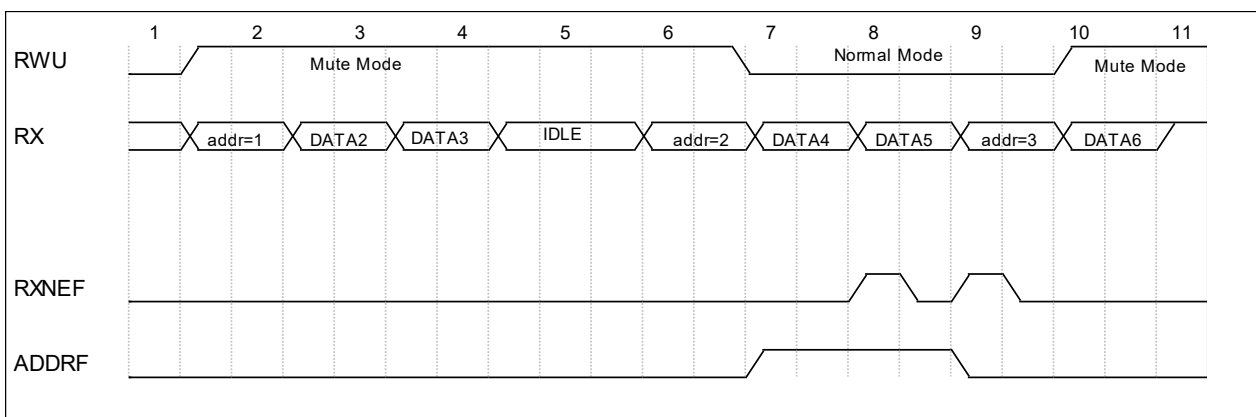 1 2 3 4 5 6 7 8 9 10 11
RWU Mute Mode Normal Mode Mute Mode
RX addr=1 DATA2 DATA3 IDLE addr=2 DATA4 DATA5 addr=3 DATA6
RXNEF
ADDRF